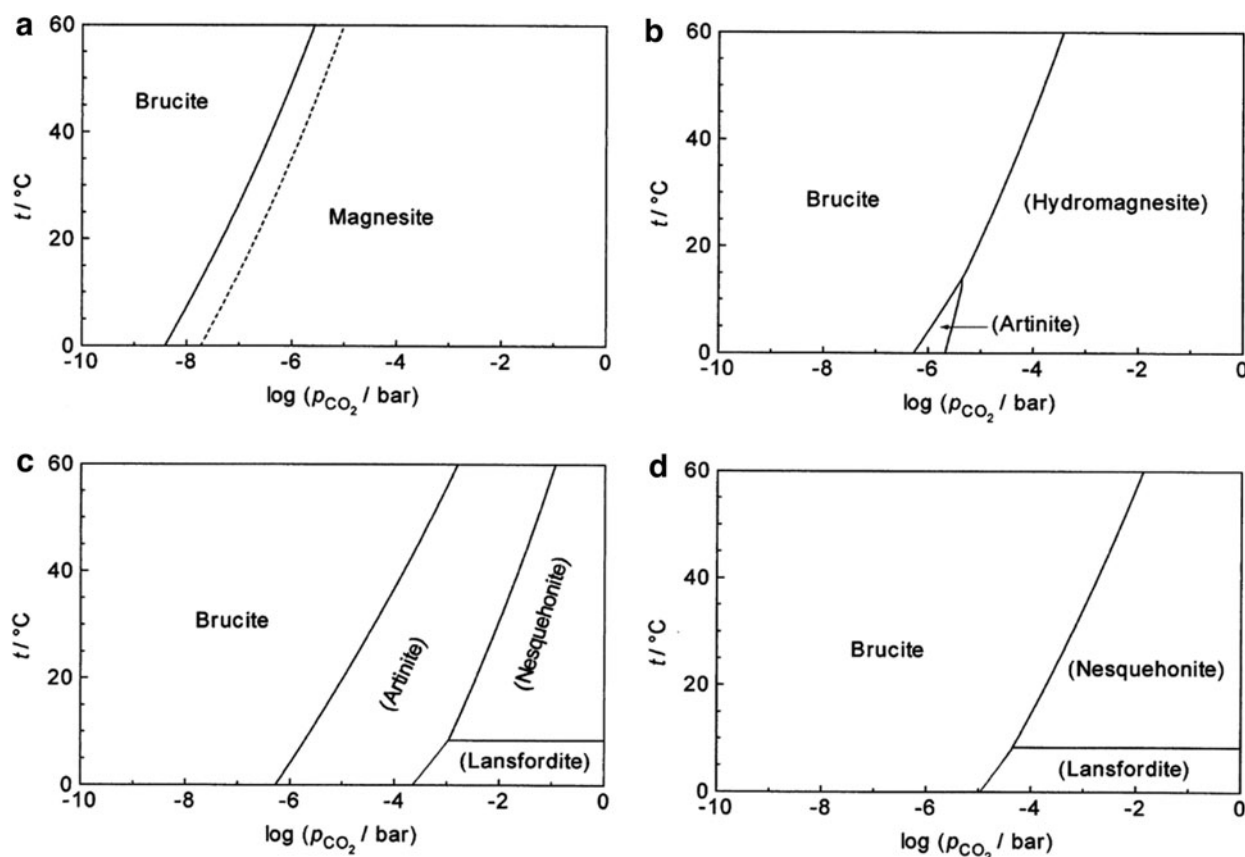 a
60
40
20
0
t / °C
Brucite
Magnesite
-10 -8 -6 -4 -2 0
log (pCO2 / bar)
b
60
40
20
0
t / °C
Brucite
(Hydromagnesite)
(Artinite)
-10 -8 -6 -4 -2 0
log (pCO2 / bar)
c
60
40
20
0
t / °C
Brucite
(Artinite)
(Nesquehonite)
(Lansfordite)
-10 -8 -6 -4 -2 0
log (pCO2 / bar)
d
60
40
20
0
t / °C
Brucite
(Nesquehonite)
(Lansfordite)
-10 -8 -6 -4 -2 0
log (pCO2 / bar)